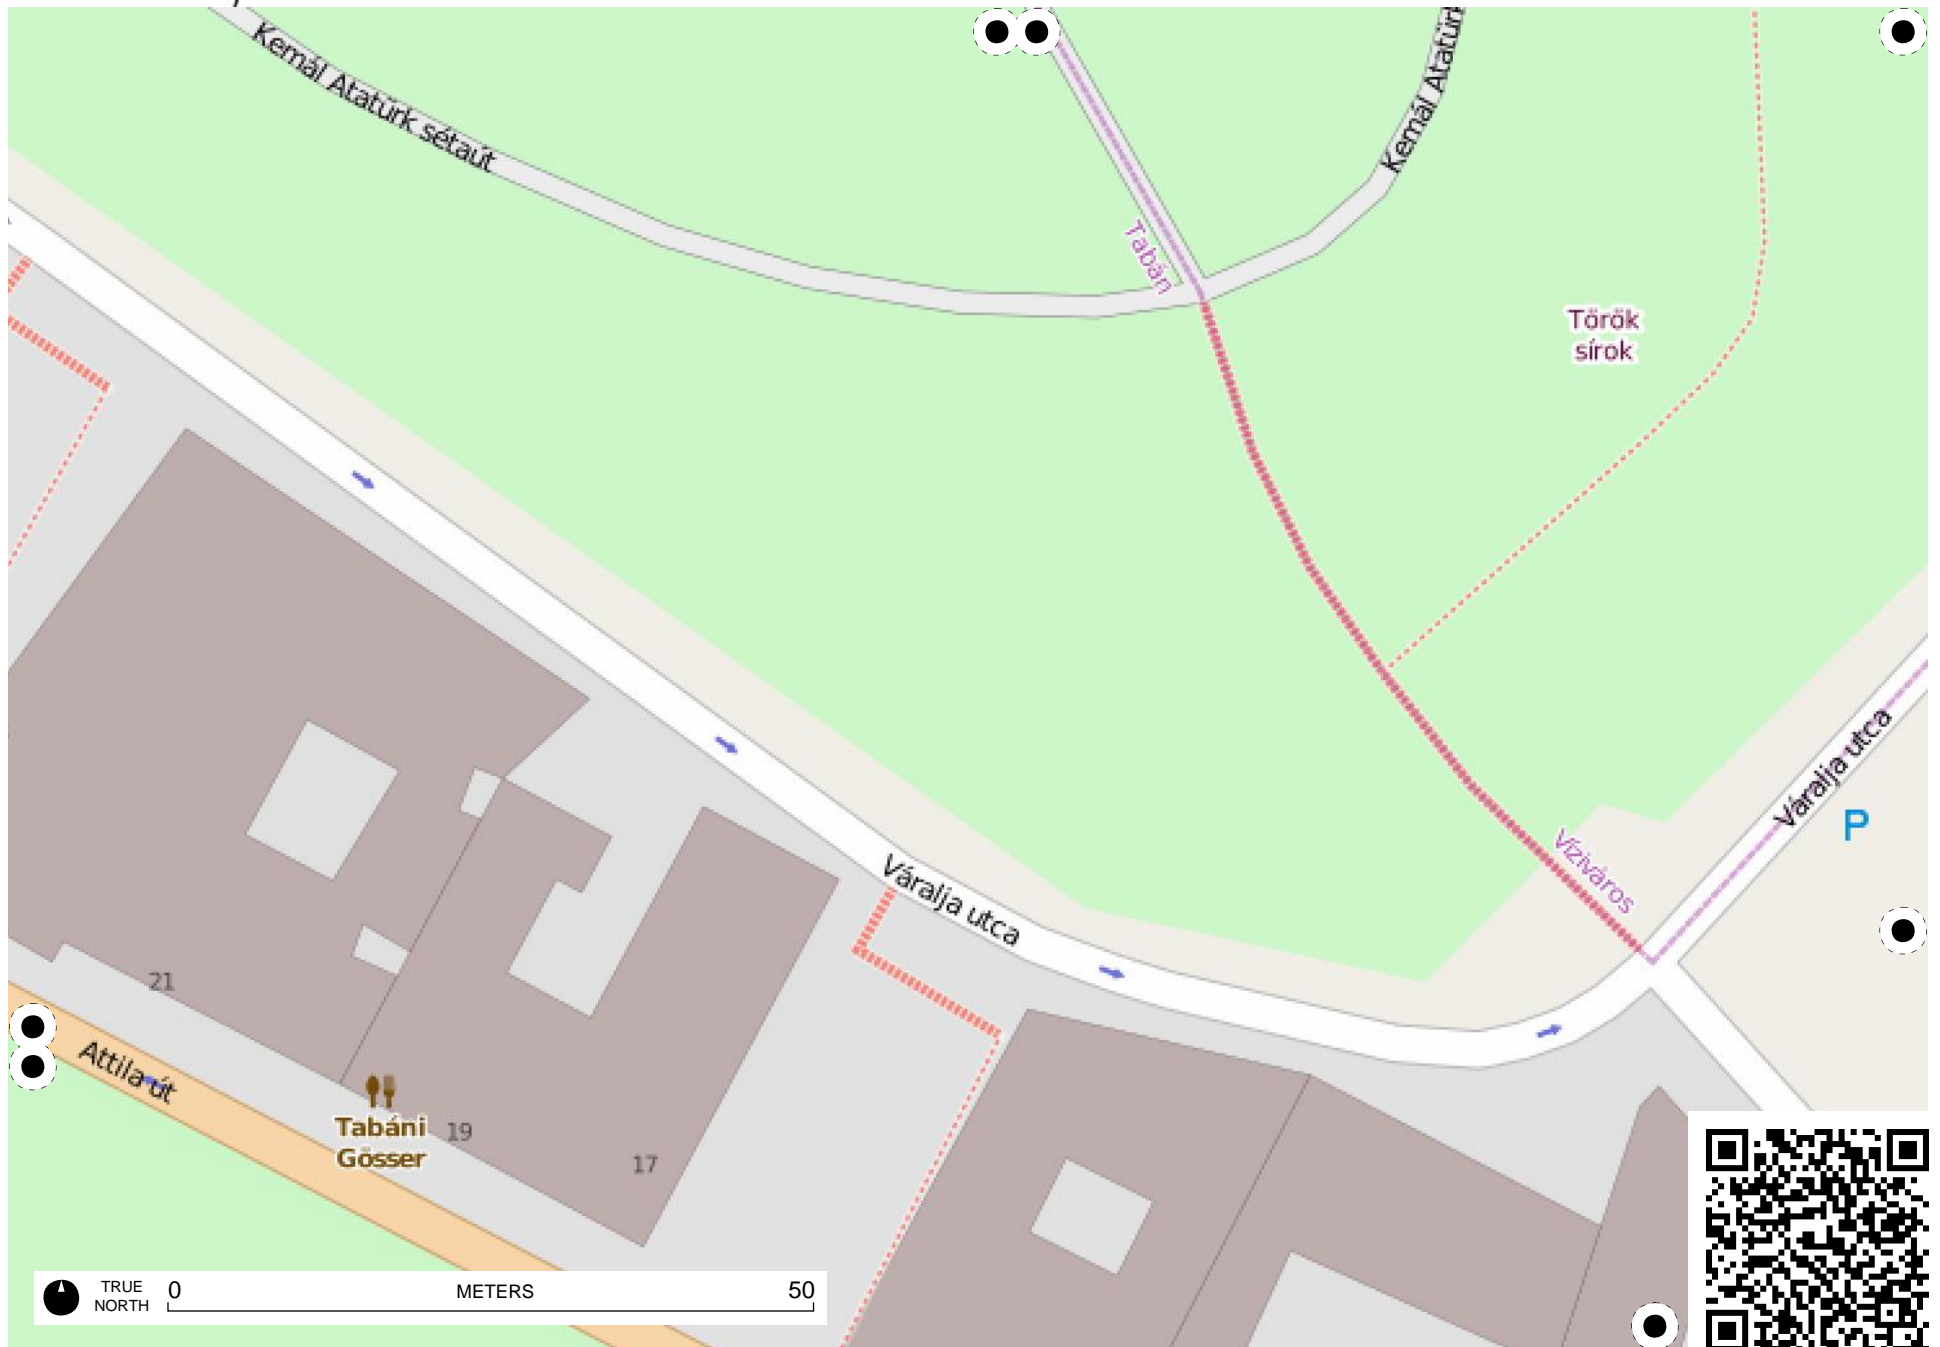 Kemál Atatürk sétaút
Kemál Atatürk
Tabán
Török
sírok
Váralja utca
P
Víziváros
Váralja utca
21
Attila út
Tabáni
Gösser
19
17
TRUE
NORTH
0
METERS
50